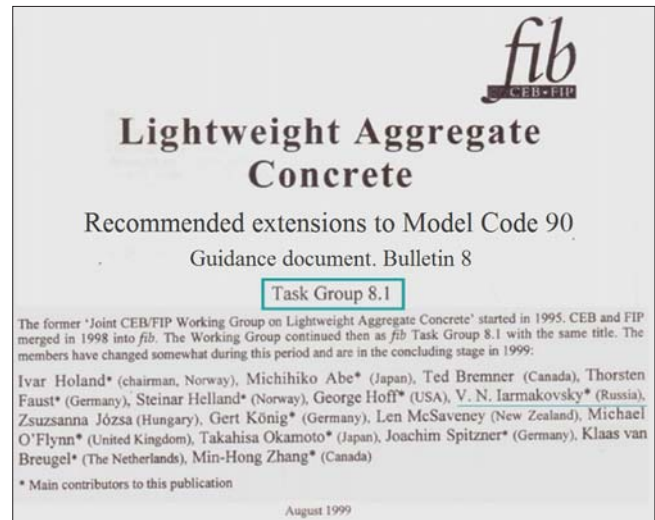 fib
CEB-FIP
Lightweight Aggregate
Concrete
Recommended extensions to Model Code 90
Guidance document. Bulletin 8
Task Group 8.1
The former 'Joint CEB/FIP Working Group on Lightweight Aggregate Concrete' started in 1995. CEB and FIP
merged in 1998 into fib. The Working Group continued then as fib Task Group 8.1 with the same title. The
members have changed somewhat during this period and are in the concluding stage in 1999:
Ivar Holand* (chairman, Norway), Michihiko Abe* (Japan), Ted Bremner (Canada), Thorsten
Faust* (Germany), Steinar Helland* (Norway), George Hoff* (USA), V. N. Iarmakovsky* (Russia),
Zsuzsanna Józsa (Hungary), Gert König* (Germany), Len McSaveney (New Zealand), Michael
O'Flynn* (United Kingdom), Takahisa Okamoto* (Japan), Joachim Spitzner* (Germany), Klaas van
Breugel* (The Netherlands), Min-Hong Zhang* (Canada)
* Main contributors to this publication
August 1999